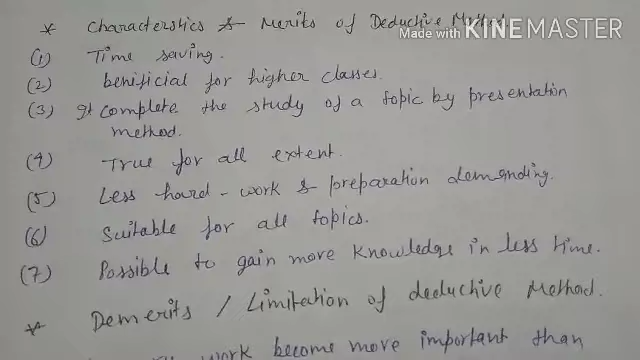 * Characterstics & Merits of Deductive Method
Made with KINEMASTER
(1) Time saving.
(2) benificial for higher classes.
(3) It complete the study of a topic by presentation
method.
(4) True for all extent.
(5) Less hard-work & preparation demanding.
(6) Suitable for all topics.
(7) Possible to gain more knowledge in less time.
* Demerits / Limitation of deductive Method.
work become more important than